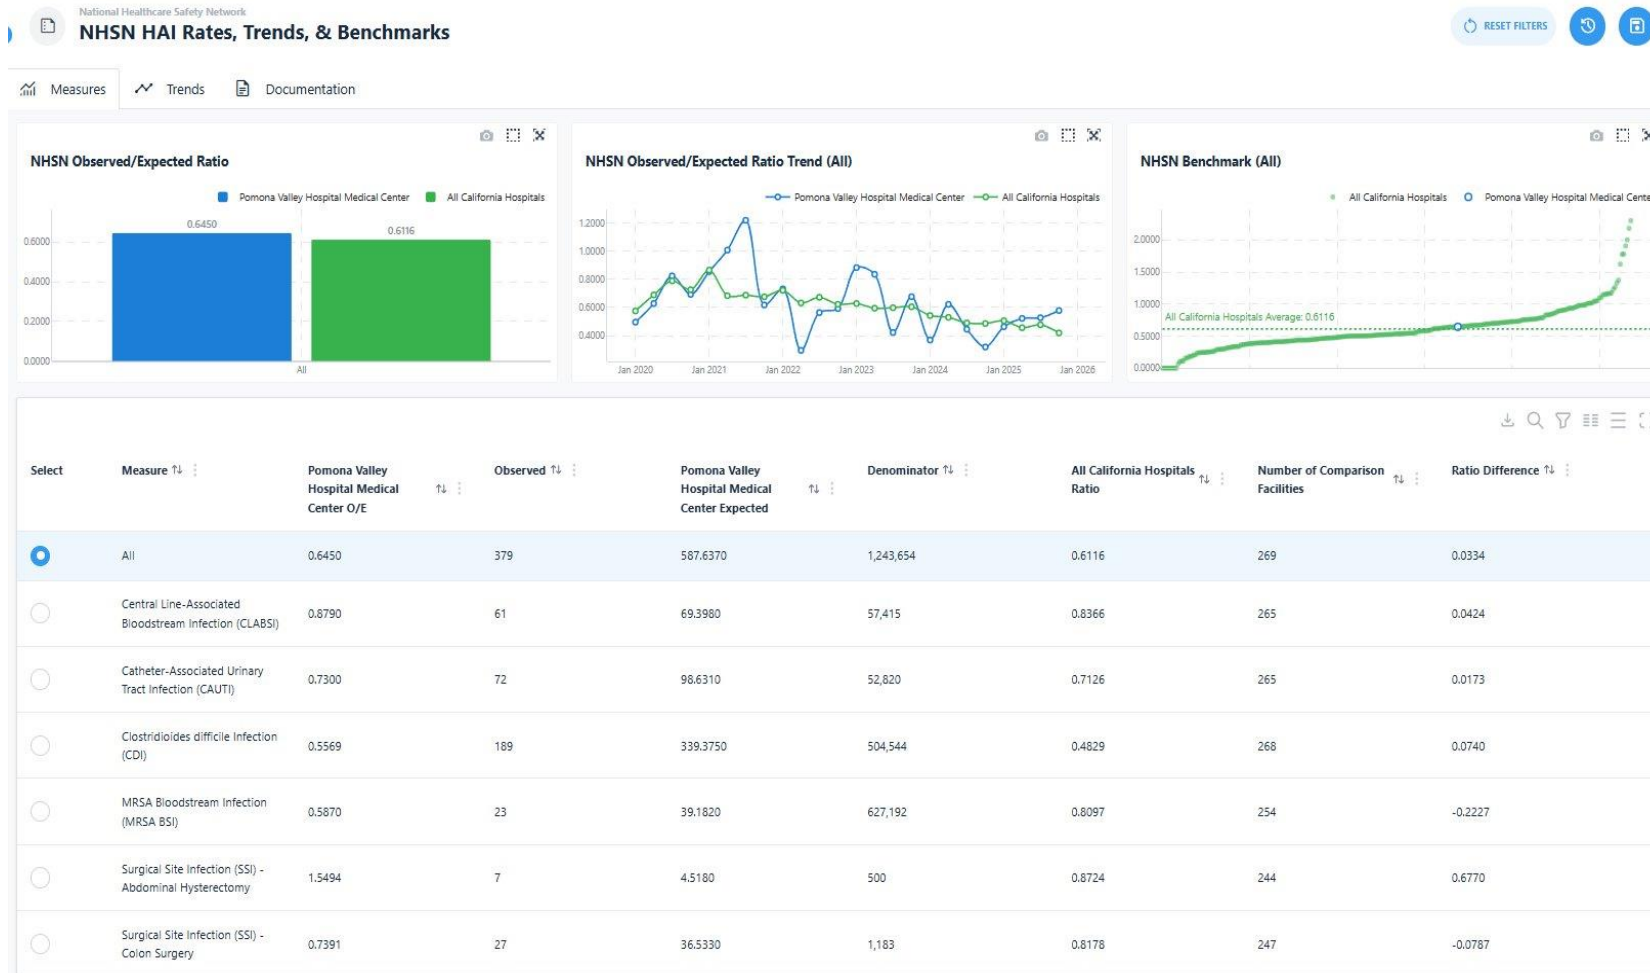 National Healthcare Safety Network
NHSN HAI Rates, Trends, & Benchmarks
RESET FILTERS
Measures
Trends
Documentation
NHSN Observed/Expected Ratio
Pomona Valley Hospital Medical Center
All California Hospitals
0.6450
0.6116
0.6000
0.4000
0.2000
0.0000
All
NHSN Observed/Expected Ratio Trend (All)
Pomona Valley Hospital Medical Center
All California Hospitals
1.2000
1.0000
0.8000
0.6000
0.4000
Jan 2020
Jan 2021
Jan 2022
Jan 2023
Jan 2024
Jan 2025
Jan 2026
NHSN Benchmark (All)
All California Hospitals
Pomona Valley Hospital Medical Cente
2.0000
1.5000
1.0000
All California Hospitals Average: 0.6116
0.5000
0.0000
Select
Measure
Pomona Valley
Hospital Medical
Center O/E
Observed
Pomona Valley
Hospital Medical
Center Expected
Denominator
All California Hospitals
Ratio
Number of Comparison
Facilities
Ratio Difference
All 0.6450 379 587.6370 1,243,654 0.6116 269 0.0334
Central Line-Associated
Bloodstream Infection (CLABSI)
0.8790 61 69.3980 57,415 0.8366 265 0.0424
Catheter-Associated Urinary
Tract Infection (CAUTI)
0.7300 72 98.6310 52,820 0.7126 265 0.0173
Clostridioides difficile Infection
(CDI)
0.5569 189 339.3750 504,544 0.4829 268 0.0740
MRSA Bloodstream Infection
(MRSA BSI)
0.5870 23 39.1820 627,192 0.8097 254 -0.2227
Surgical Site Infection (SSI) -
Abdominal Hysterectomy
1.5494 7 4.5180 500 0.8724 244 0.6770
Surgical Site Infection (SSI) -
Colon Surgery
0.7391 27 36.5330 1,183 0.8178 247 -0.0787